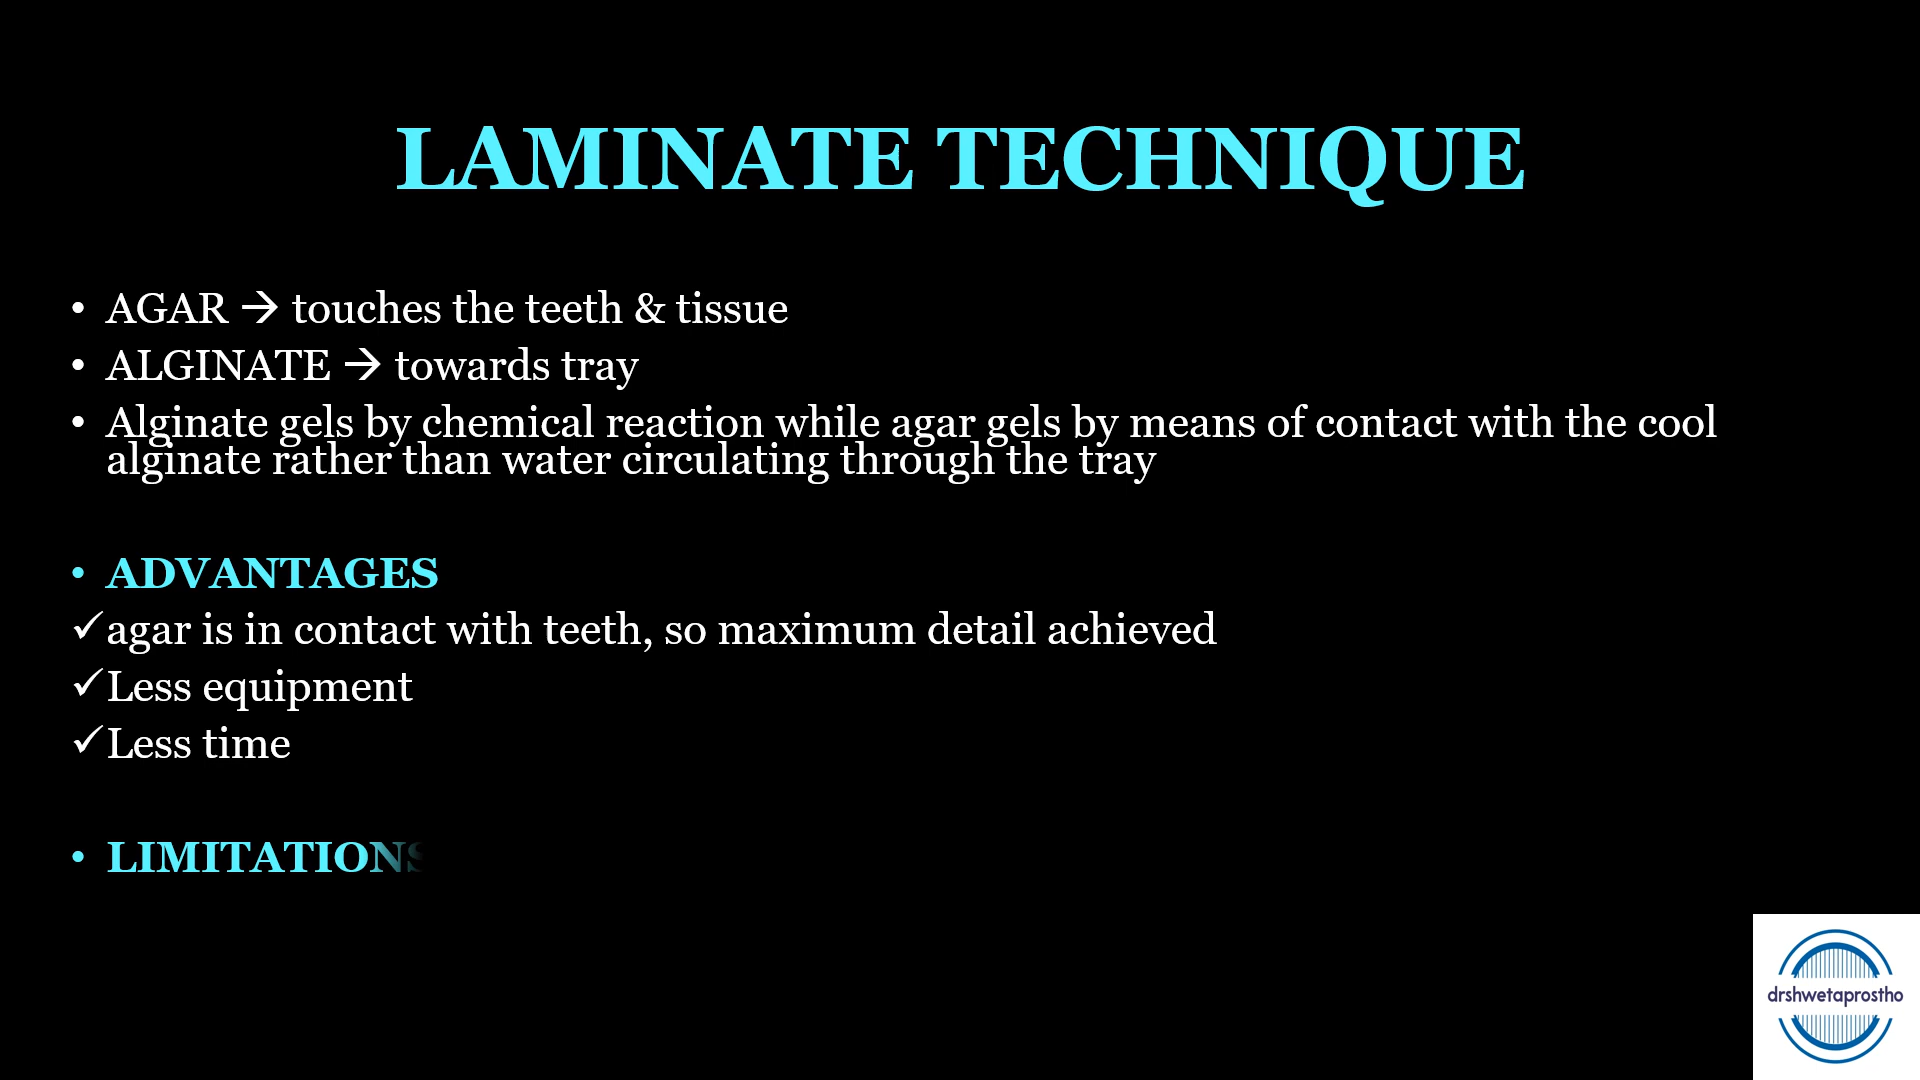 LAMINATE TECHNIQUE
• AGAR → touches the teeth & tissue
• ALGINATE → towards tray
• Alginate gels by chemical reaction while agar gels by means of contact with the cool
alginate rather than water circulating through the tray
• ADVANTAGES
✓agar is in contact with teeth, so maximum detail achieved
✓Less equipment
✓Less time
• LIMITATIONS
drshwetaprostho